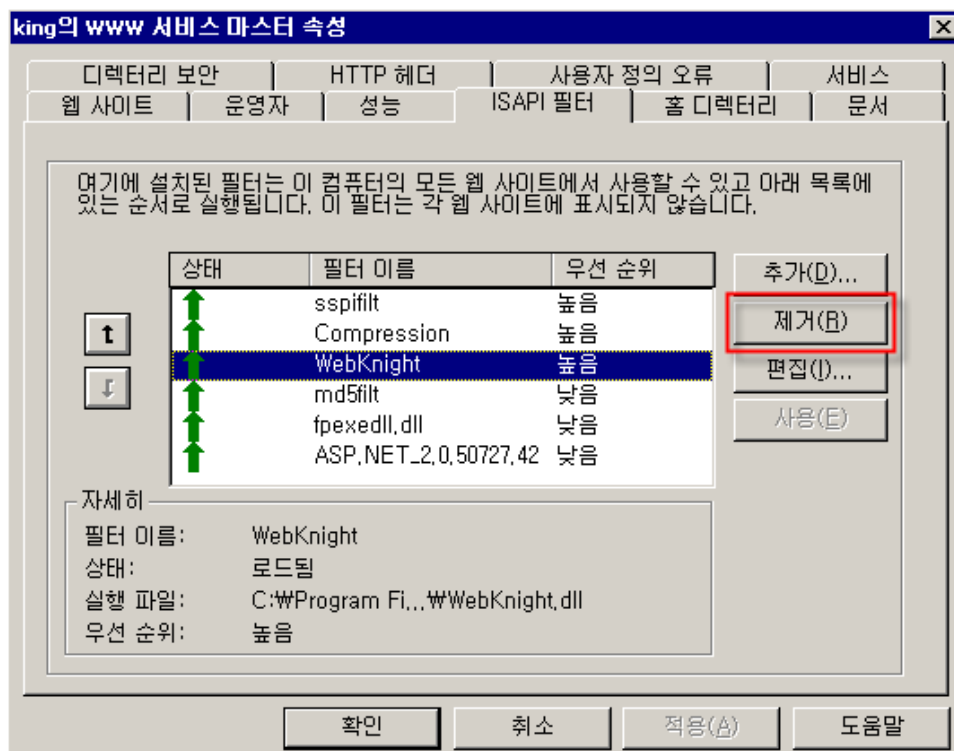 king의 WWW 서비스 마스터 속성
디렉터리 보안 HTTP 헤더 사용자 정의 오류 서비스
웹 사이트 운영자 성능 ISAPI 필터 홈 디렉터리 문서
여기에 설치된 필터는 이 컴퓨터의 모든 웹 사이트에서 사용할 수 있고 아래 목록에
있는 순서로 실행됩니다. 이 필터는 각 웹 사이트에 표시되지 않습니다.
상태 필터 이름 우선 순위
sspifilt 높음
Compression 높음
WebKnight 높음
md5filt 낮음
fpexedll.dll 낮음
ASP.NET_2.0.50727.42 낮음
추가(D)...
제거(R)
편집(I)...
사용(E)
자세히
필터 이름: WebKnight
상태: 로드됨
실행 파일: C:₩Program Fi...₩WebKnight.dll
우선 순위: 높음
확인 취소 적용(A) 도움말